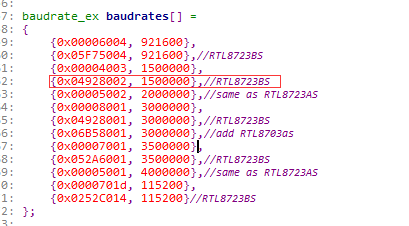 7: baudrate_ex baudrates[] =
8: {
9: {0x00006004, 921600},
0: {0x05F75004, 921600},//RTL8723BS
1: {0x00004003, 1500000},
2: {0x04928002, 1500000},//RTL8723BS
3: {0x00005002, 2000000},//same as RTL8723AS
4: {0x00008001, 3000000},
5: {0x04928001, 3000000},//RTL8723BS
6: {0x06B58001, 3000000},//add RTL8703as
7: {0x00007001, 3500000},
8: {0x052A6001, 3500000},//RTL8723BS
9: {0x00005001, 4000000},//same as RTL8723AS
0: {0x0000701d, 115200},
1: {0x0252C014, 115200}//RTL8723BS
2: };